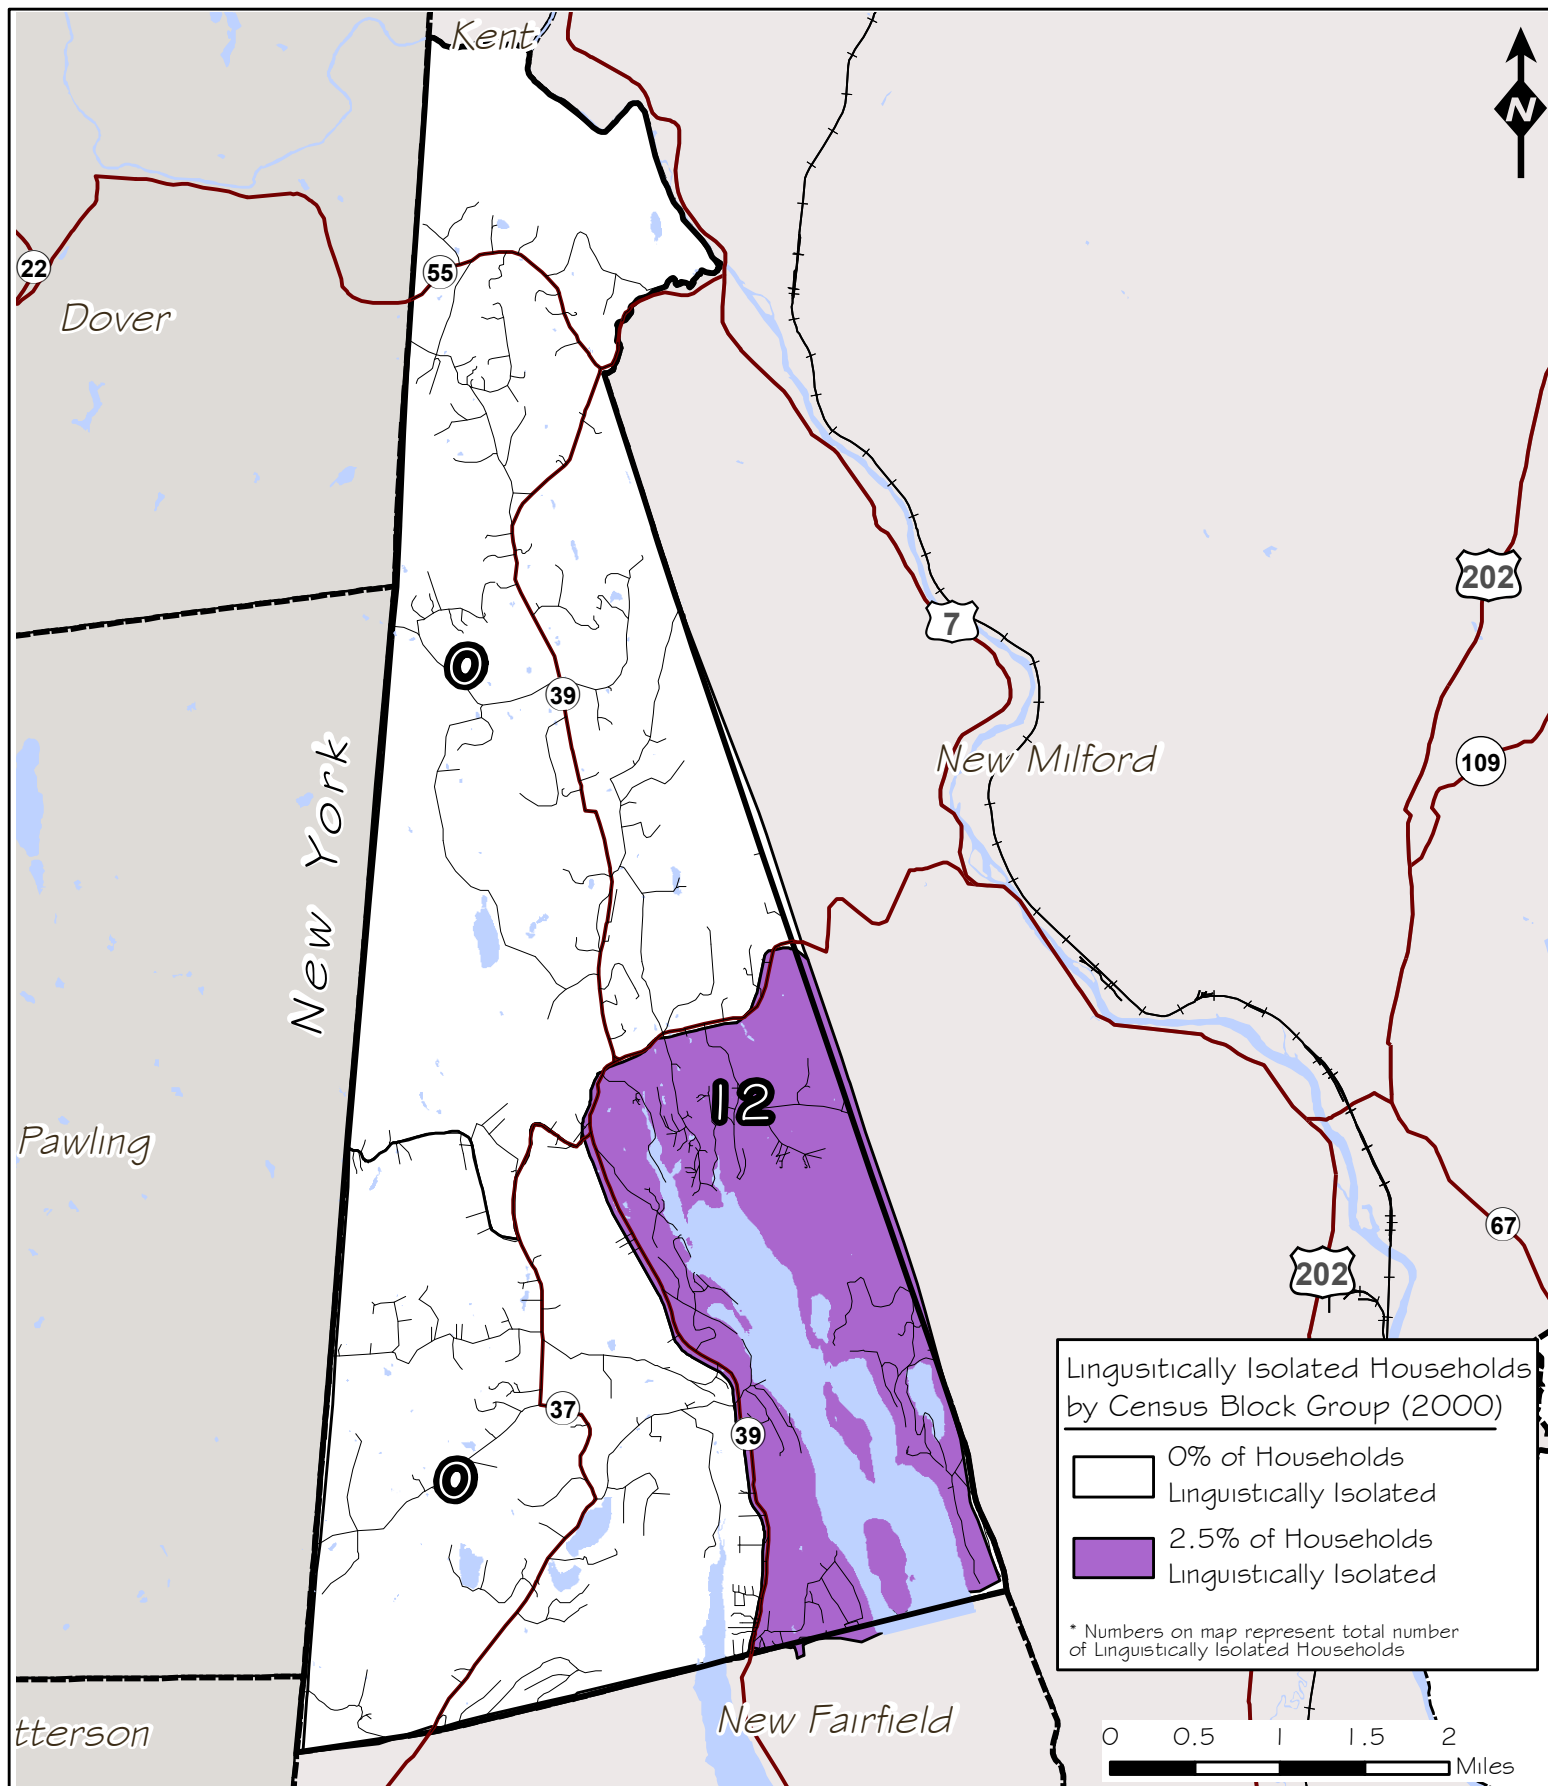 Kent
N
22
55
Dover
202
7
0
39
New Milford
109
New York
12
Pawling
67
202
Lingusitically Isolated Households
by Census Block Group (2000)
37
39
0% of Households
Linguistically Isolated
0
2.5% of Households
Linguistically Isolated
* Numbers on map represent total number
of Linguistically Isolated Households
tterson
New Fairfield
0 0.5 1 1.5 2
Miles